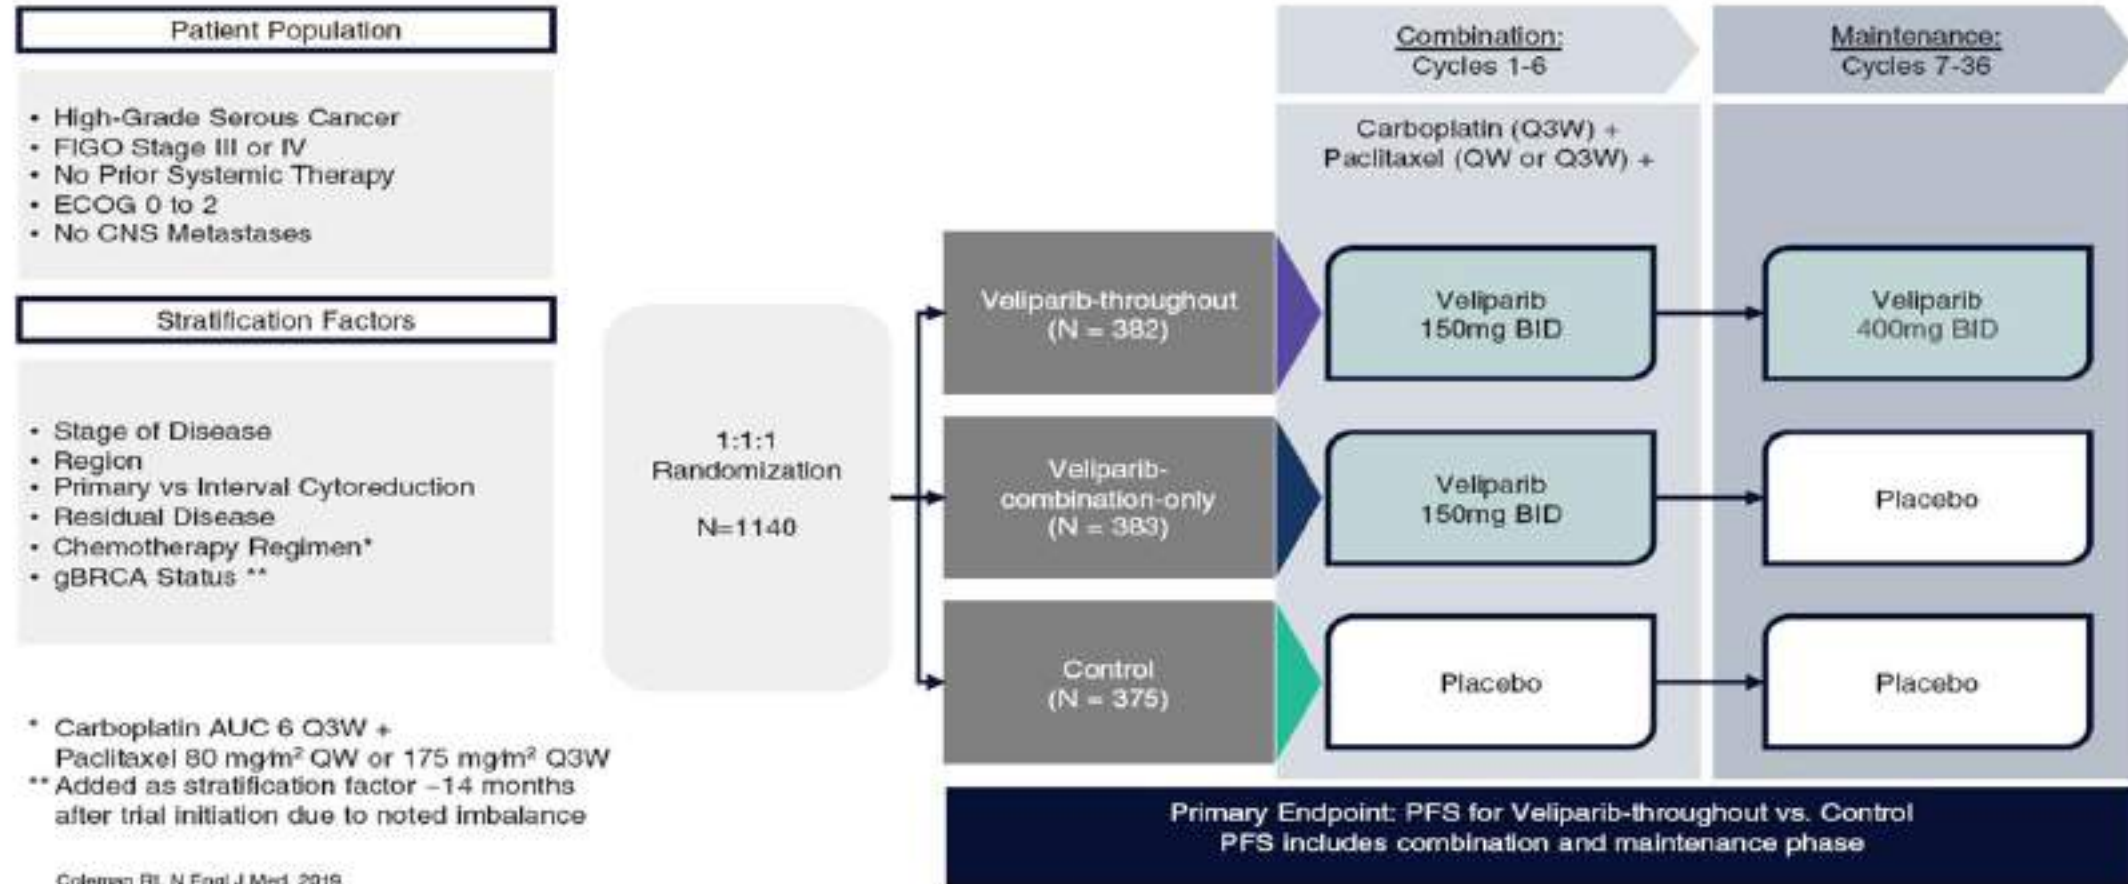 Patient Population
• High-Grade Serous Cancer
• FIGO Stage III or IV
• No Prior Systemic Therapy
• ECOG 0 to 2
• No CNS Metastases
Stratification Factors
• Stage of Disease
• Region
• Primary vs Interval Cytoreduction
• Residual Disease
• Chemotherapy Regimen*
• gBRCA Status **
* Carboplatin AUC 6 Q3W +
Paclitaxel 80 mg/m² QW or 175 mg/m² Q3W
** Added as stratification factor ~14 months
after trial initiation due to noted imbalance
Coleman RL N Engl J Med. 2019
1:1:1
Randomization
N=1140
Combination:
Cycles 1-6
Maintenance:
Cycles 7-36
Carboplatin (Q3W) +
Paclitaxel (QW or Q3W) +
Veliparib-throughout
(N = 382)
Veliparib
150mg BID
Veliparib
400mg BID
Veliparib-
combination-only
(N = 383)
Veliparib
150mg BID
Placebo
Control
(N = 375)
Placebo
Placebo
Primary Endpoint: PFS for Veliparib-throughout vs. Control
PFS includes combination and maintenance phase